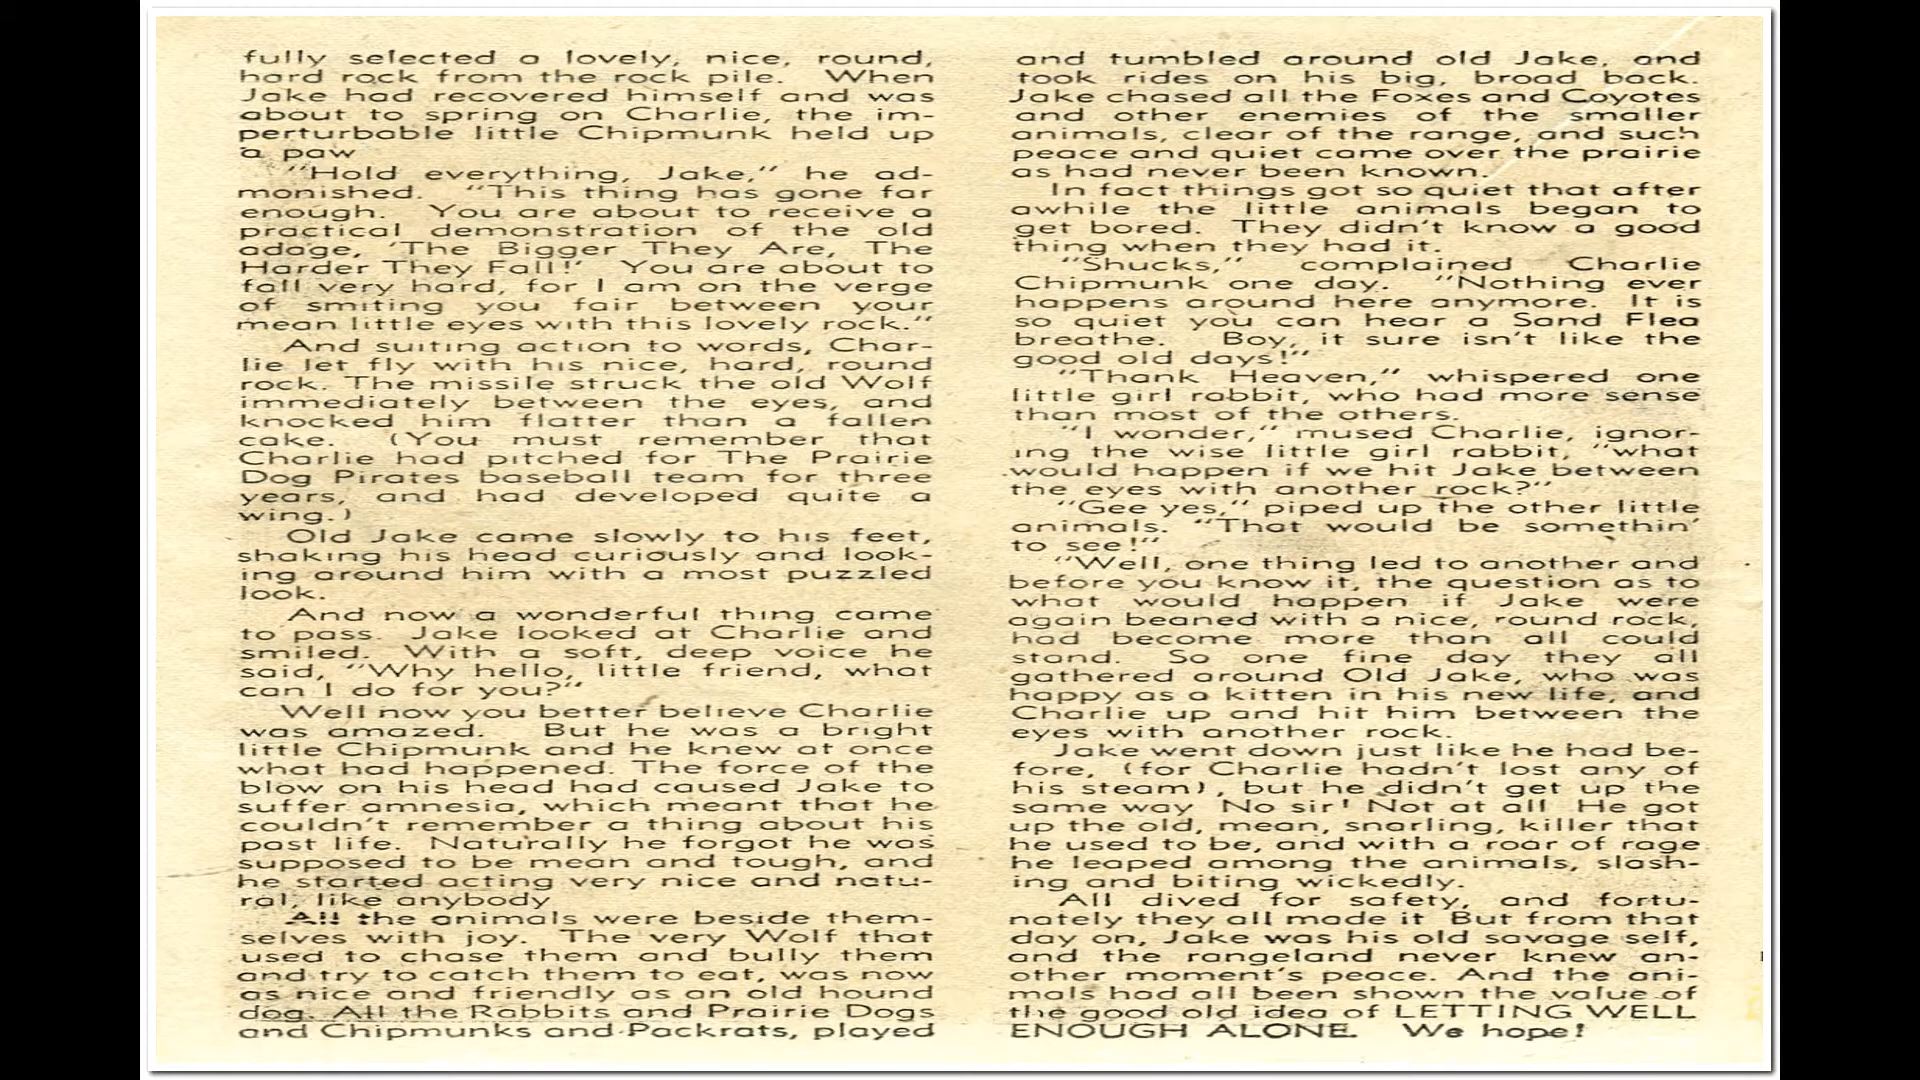 fully selected a lovely, nice, round,
hard rock from the rock pile. When
Jake had recovered himself and was
about to spring on Charlie, the im-
perturbable little Chipmunk held up
a paw
"Hold everything, Jake," he ad-
monished. "This thing has gone far
enough. You are about to receive a
practical demonstration of the old
adage, 'The Bigger They Are, The
Harder They Fall!' You are about to
fall very hard, for I am on the verge
of smiting you fair between your
mean little eyes with this lovely rock."
And suiting action to words, Char-
lie let fly with his nice, hard, round
rock. The missile struck the old Wolf
immediately between the eyes, and
knocked him flatter than a fallen
cake. (You must remember that
Charlie had pitched for The Prairie
Dog Pirates baseball team for three
years, and had developed quite a
wing.)
Old Jake came slowly to his feet,
shaking his head curiously and look-
ing around him with a most puzzled
look.
And now a wonderful thing came
to pass. Jake looked at Charlie and
smiled. With a soft, deep voice he
said, "Why hello, little friend, what
can I do for you?"
Well now you better believe Charlie
was amazed. But he was a bright
little Chipmunk and he knew at once
what had happened. The force of the
blow on his head had caused Jake to
suffer amnesia, which meant that he
couldn't remember a thing about his
past life. Naturally he forgot he was
supposed to be mean and tough, and
he started acting very nice and natu-
ral, like anybody
All the animals were beside them-
selves with joy. The very Wolf that
used to chase them and bully them
and try to catch them to eat, was now
as nice and friendly as an old hound
dog. All the Rabbits and Prairie Dogs
and Chipmunks and Packrats, played
and tumbled around old Jake, and
took rides on his big, broad back.
Jake chased all the Foxes and Coyotes
and other enemies of the smaller
animals, clear of the range, and such
peace and quiet came over the prairie
as had never been known.
In fact things got so quiet that after
awhile the little animals began to
get bored. They didn't know a good
thing when they had it.
"Shucks," complained Charlie
Chipmunk one day. "Nothing ever
happens around here anymore. It is
so quiet you can hear a Sand Flea
breathe. Boy, it sure isn't like the
good old days!"
"Thank Heaven," whispered one
little girl rabbit, who had more sense
than most of the others.
"I wonder," mused Charlie, ignor-
ing the wise little girl rabbit, "what
would happen if we hit Jake between
the eyes with another rock?"
"Gee yes," piped up the other little
animals. "That would be somethin'
to see!"
"Well, one thing led to another and
before you know it, the question as to
what would happen if Jake were
again beaned with a nice, round rock,
had become more than all could
stand. So one fine day they all
gathered around Old Jake, who was
happy as a kitten in his new life, and
Charlie up and hit him between the
eyes with another rock.
Jake went down just like he had be-
fore, (for Charlie hadn't lost any of
his steam), but he didn't get up the
same way No sir! Not at all He got
up the old, mean, snarling, killer that
he used to be, and with a roar of rage
he leaped among the animals, slash-
ing and biting wickedly.
All dived for safety, and fortu-
nately they all made it But from that
day on, Jake was his old savage self,
and the rangeland never knew an-
other moment's peace. And the ani-
mals had all been shown the value of
the good old idea of LETTING WELL
ENOUGH ALONE. We hope!